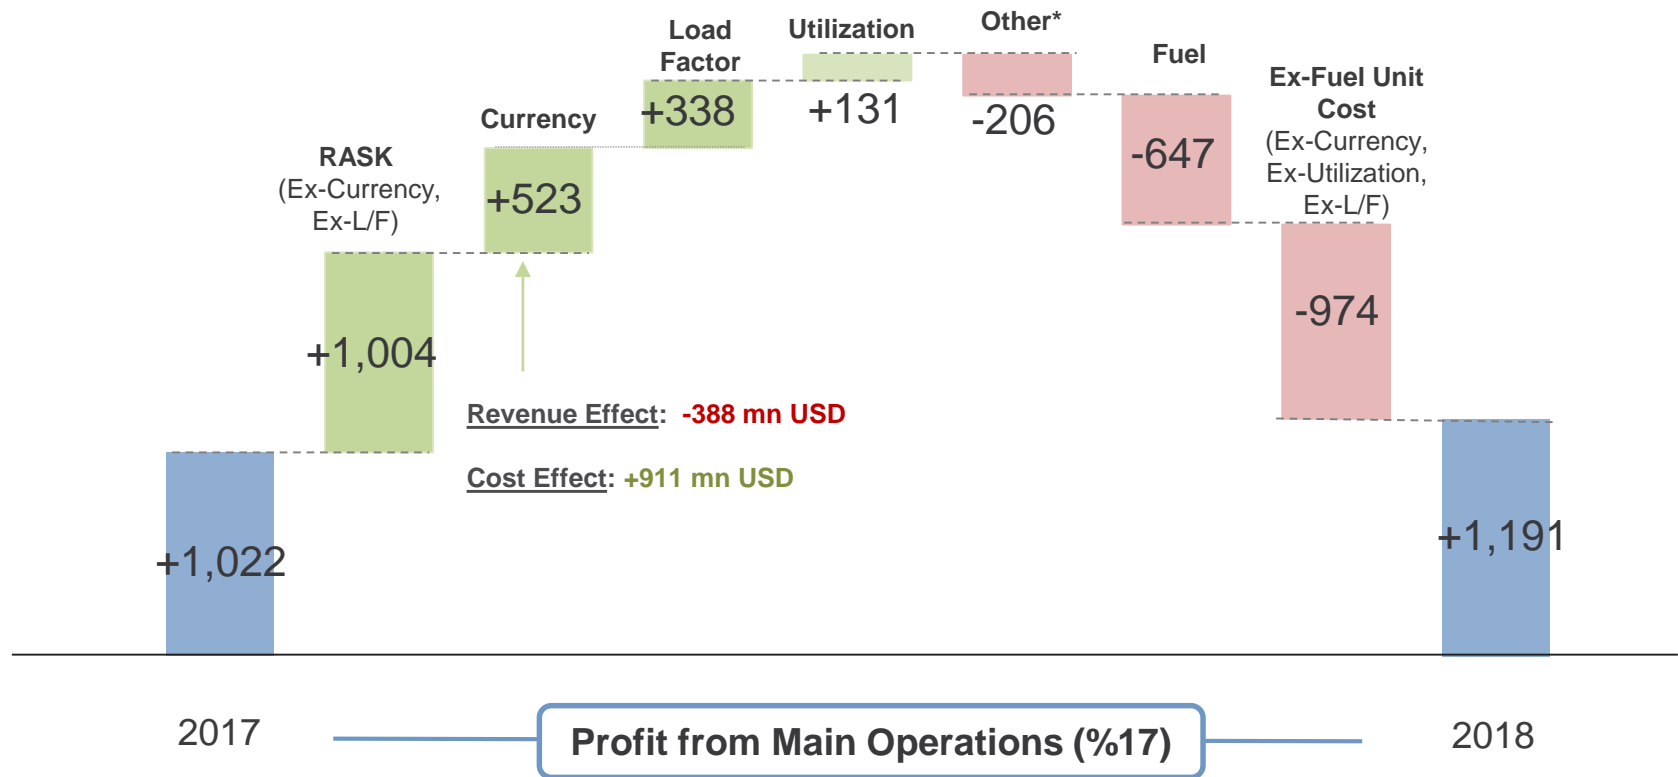 RASK
(Ex-Currency,
Ex-L/F)
Currency
Load
Factor
Utilization
Other*
Fuel
Ex-Fuel Unit
Cost
(Ex-Currency,
Ex-Utilization,
Ex-L/F)
+1,022
+1,004
+523
+338
+131
-206
-647
-974
+1,191
Revenue Effect: -388 mn USD
Cost Effect: +911 mn USD
2017
Profit from Main Operations (%17)
2018